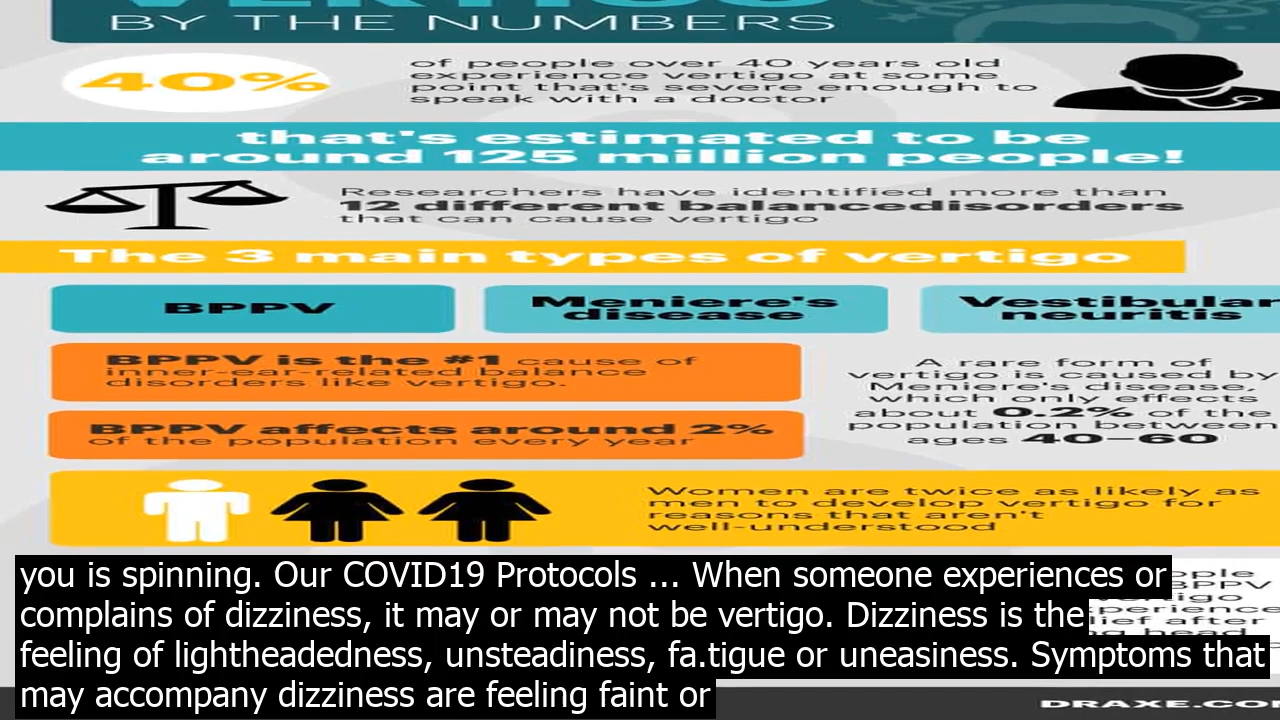 VERTIGO
BY THE NUMBERS
40%
of people over 40 years old
experience vertigo at some
point that's severe enough to
speak with a doctor
that's estimated to be
around 125 million people!
Researchers have identified more than
12 different balancedisorders
that can cause vertigo
The 3 main types of vertigo
BPPV
Meniere's
disease
Vestibular
neuritis
BPPV is the #1 cause of
inner-ear-related balance
disorders like vertigo.
BPPV affects around 2%
of the population every year
A rare form of
vertigo is caused by
Meniere's disease,
which only effects
about 0.2% of the
population between
ages 40–60
Women are twice as likely as
men to develop vertigo for
reasons that aren't
well-understood
you is spinning. Our COVID19 Protocols ... When someone experiences or
complains of dizziness, it may or may not be vertigo. Dizziness is the
feeling of lightheadedness, unsteadiness, fa.tigue or uneasiness. Symptoms that
may accompany dizziness are feeling faint or
BPPV
after
head